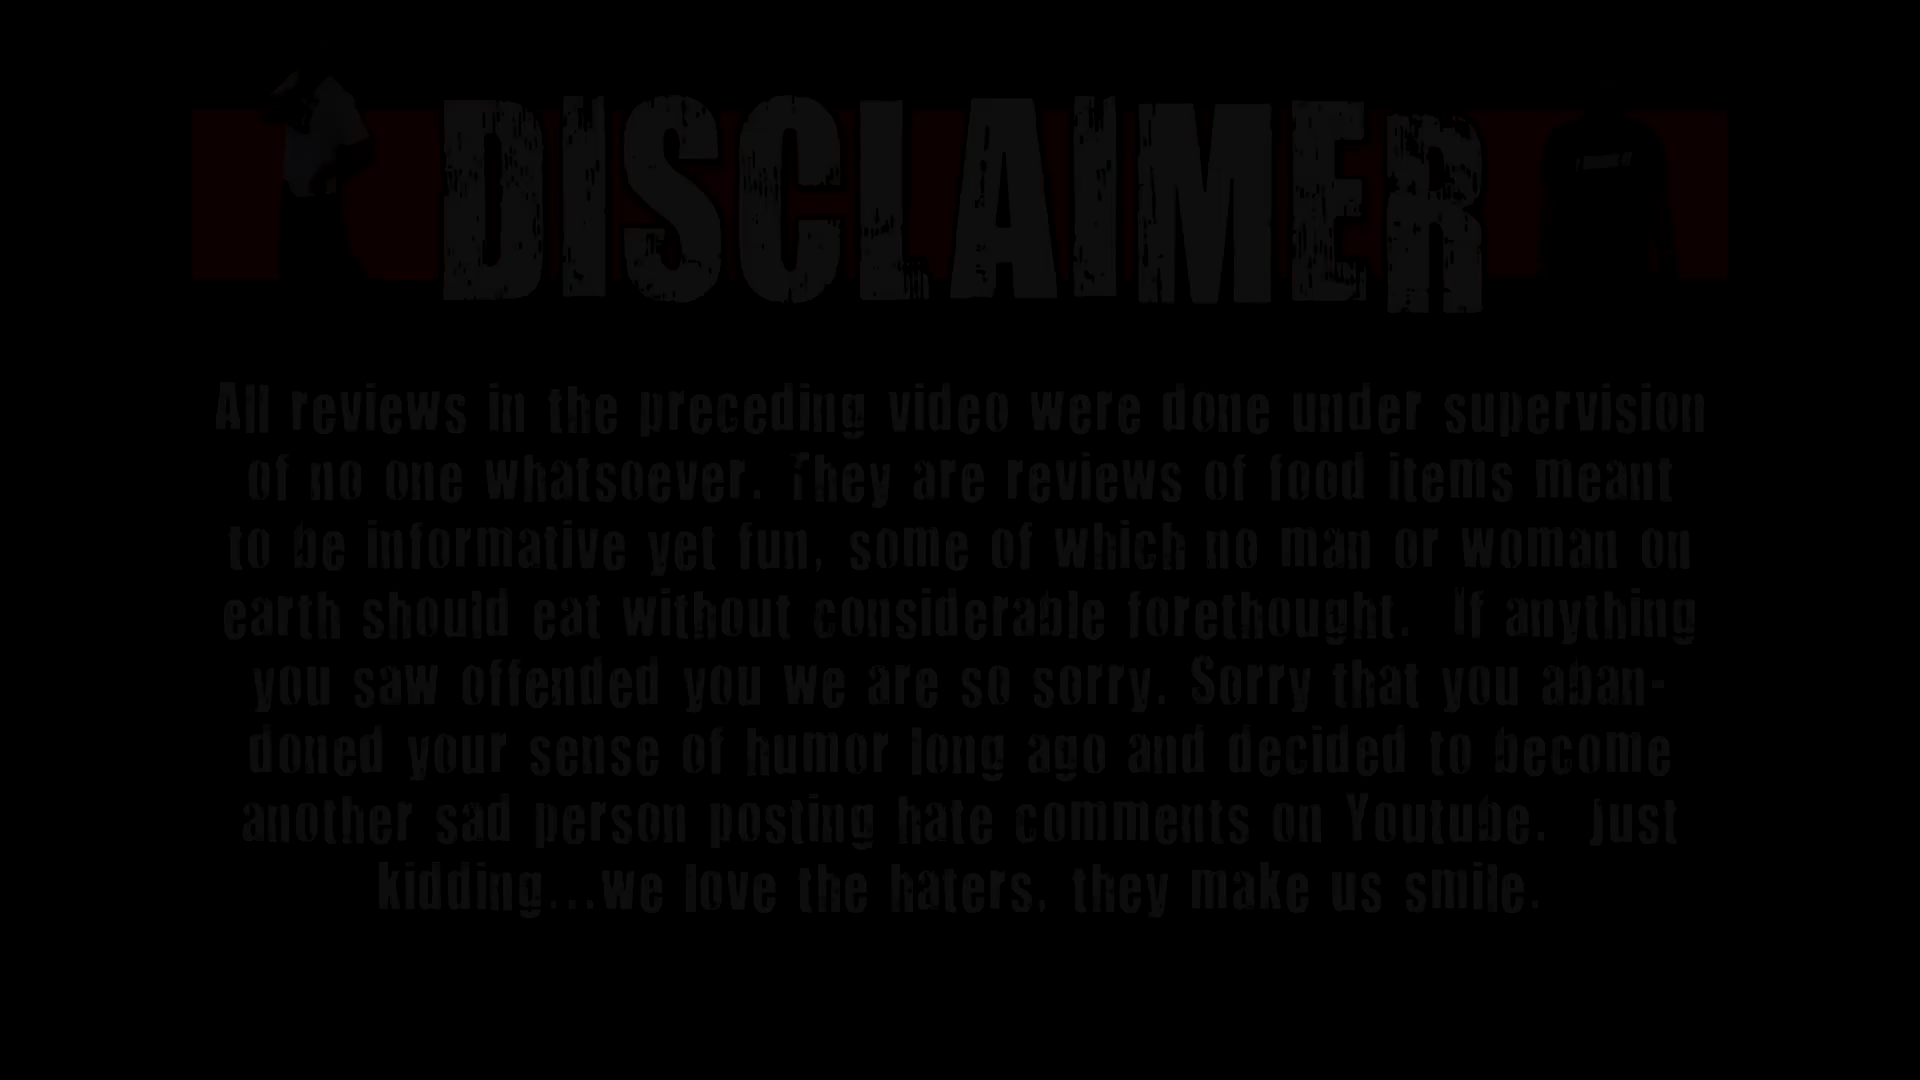 DISCLAIMER
All reviews in the preceding video were done under supervision
of no one whatsoever. They are reviews of food items meant
to be informative yet fun, some of which no man or woman on
earth should eat without considerable forethought. If anything
you saw offended you we are so sorry. Sorry that you aban-
doned your sense of humor long ago and decided to become
another sad person posting hate comments on Youtube. Just
kidding...we love the haters, they make us smile.